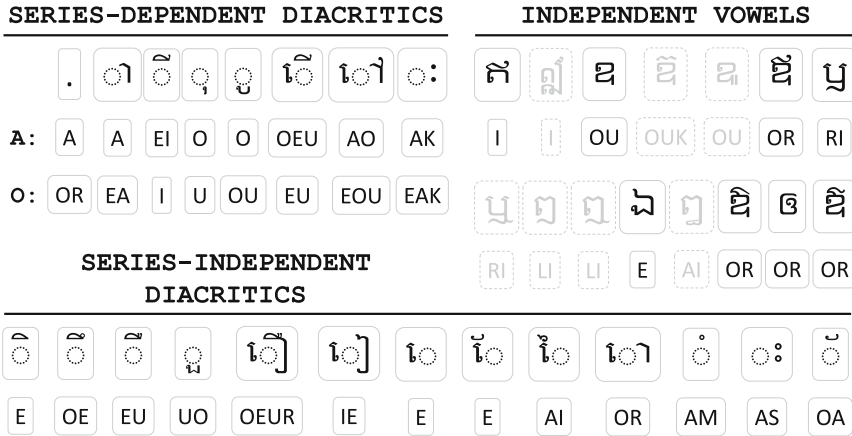 SERIES-DEPENDENT DIACRITICS
. ា ី ុ ូ ើ ៅ ៈ
A: A A EI O O OEU AO AK
O: OR EA I U OU EU EOU EAK
INDEPENDENT VOWELS
ឥ ឦ ឧ ឩ ឪ ឫ
I I OU OUK OU OR RI
ឬ ឭ ឮ ឯ ឰ ឱ ឲ
RI LI LI E AI OR OR OR
SERIES-INDEPENDENT
DIACRITICS
ិ ឹ ឺ ួ ឿ ៀ េ ែ ៃ ោ ំ ះ ័
E OE EU UO OEUR IE E E AI OR AM AS OA